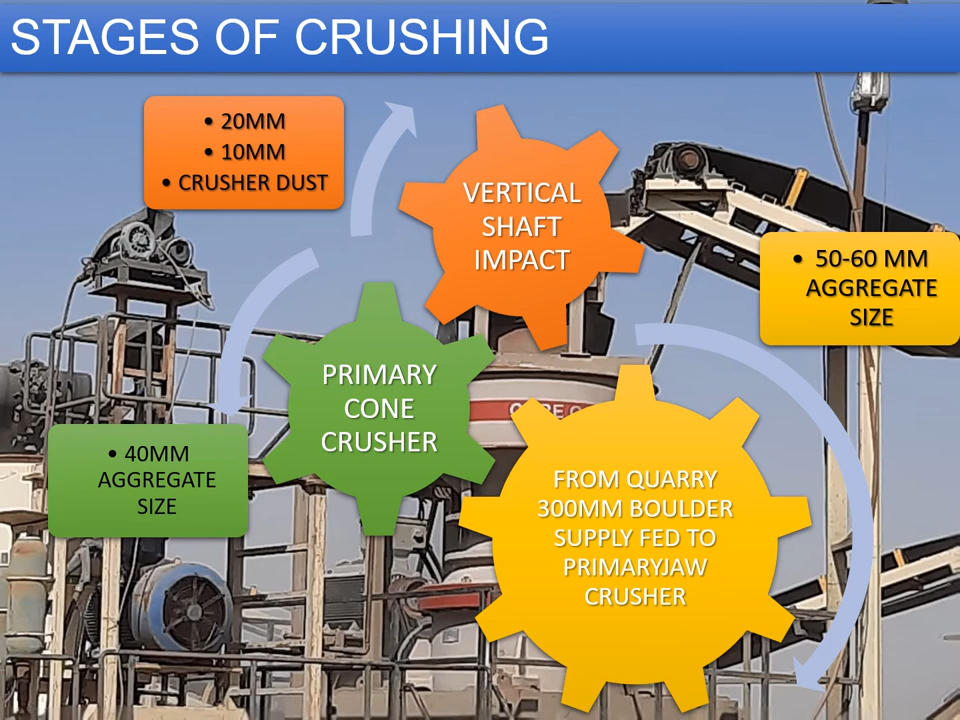 STAGES OF CRUSHING
• 20MM
• 10MM
• CRUSHER DUST
VERTICAL
SHAFT
IMPACT
• 50-60 MM
AGGREGATE
SIZE
PRIMARY
CONE
CRUSHER
• 40MM
AGGREGATE
SIZE
FROM QUARRY
300MM BOULDER
SUPPLY FED TO
PRIMARYJAW
CRUSHER